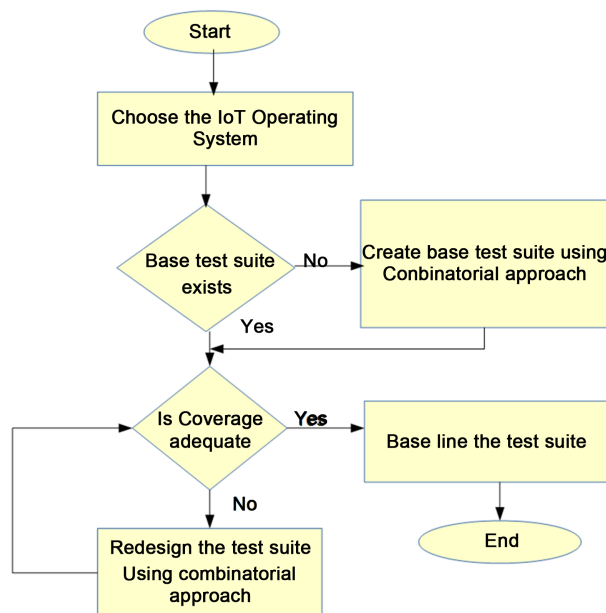 Start
Choose the IoT Operating
System
Base test suite
exists
No
Create base test suite using
Conbinatorial approach
Yes
Is Coverage
adequate
Yes
Base line the test suite
No
Redesign the test suite
Using combinatorial
approach
End